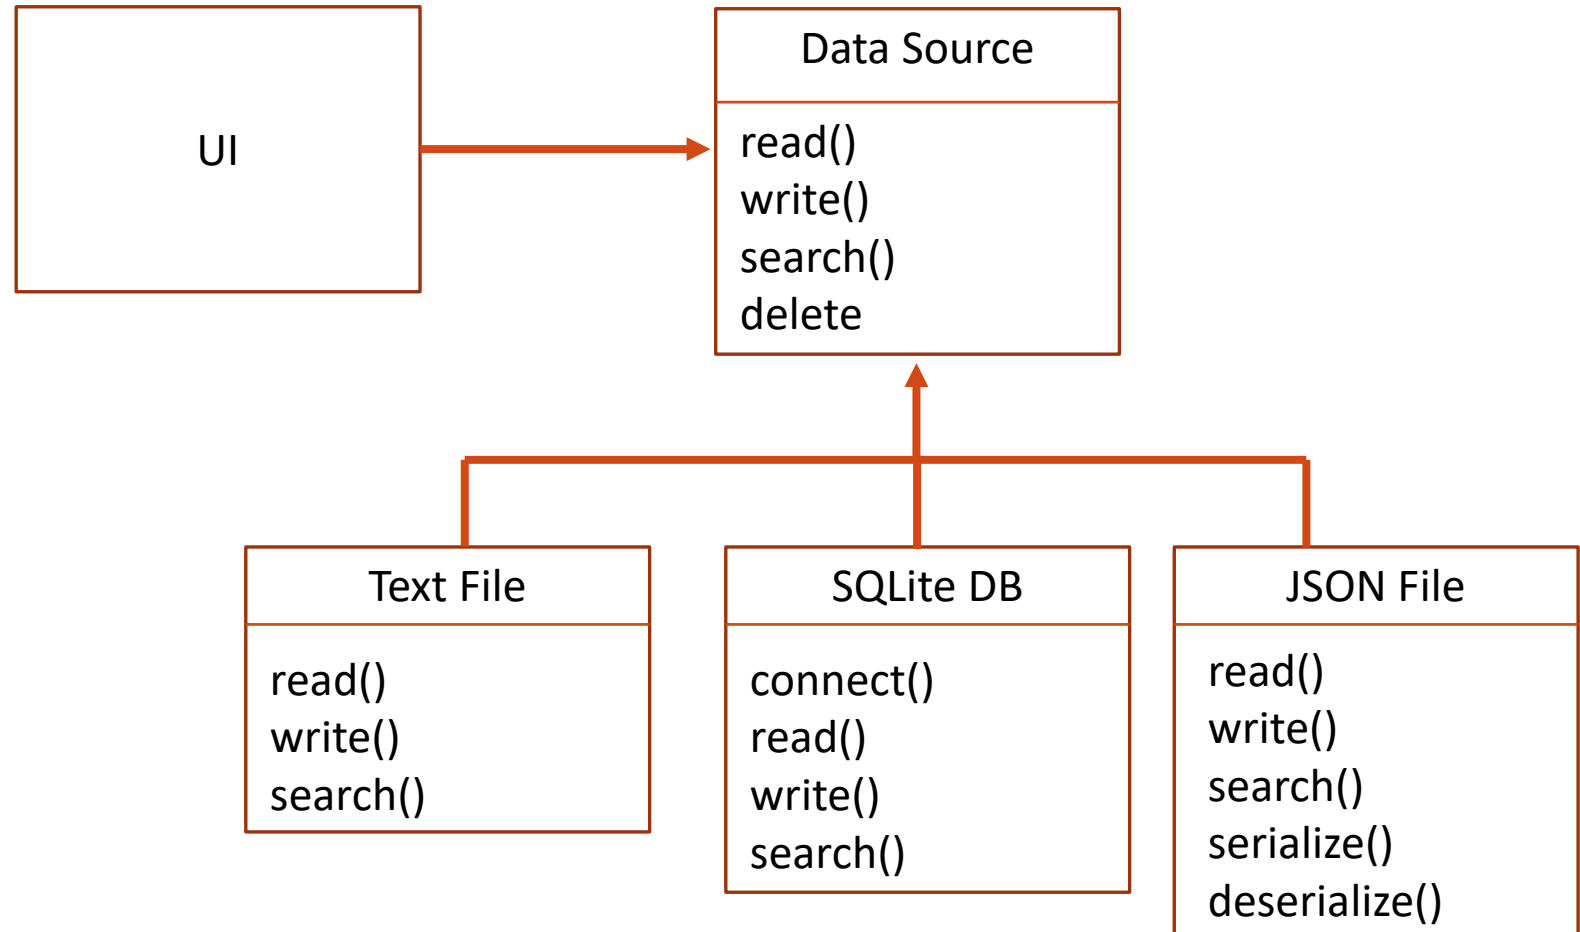 UI
Data Source
read()
write()
search()
delete
Text File
read()
write()
search()
SQLite DB
connect()
read()
write()
search()
JSON File
read()
write()
search()
serialize()
deserialize()